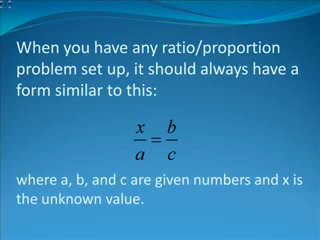 When you have any ratio/proportion
problem set up, it should always have a
form similar to this:
x/a = b/c
where a, b, and c are given numbers and x is
the unknown value.